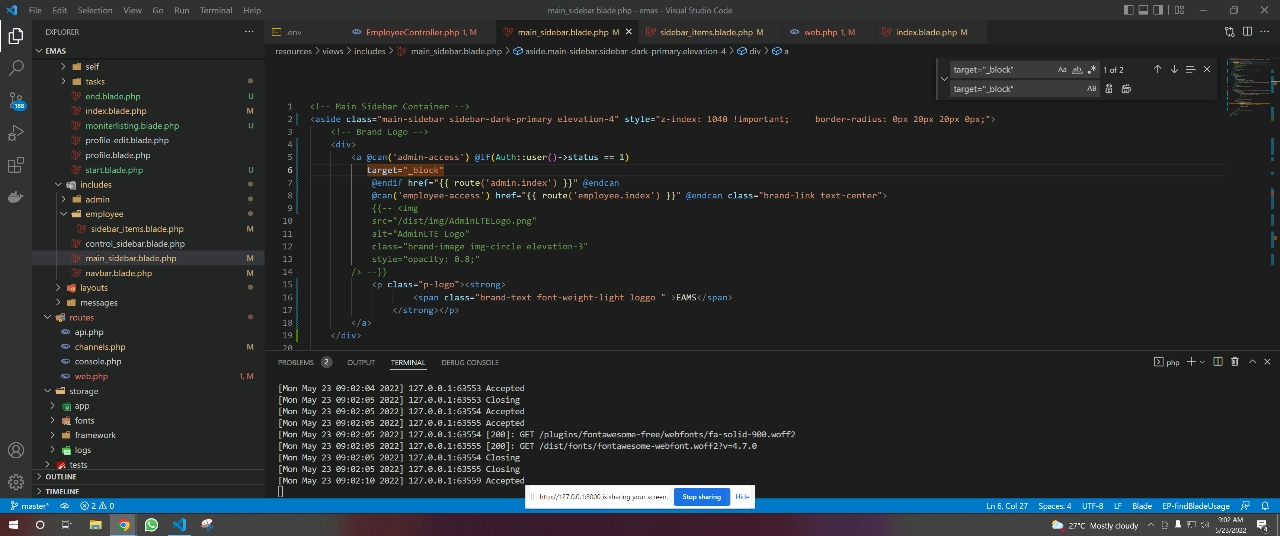 File Edit Selection View Go Run Terminal Help
main_sidebar.blade.php - emas - Visual Studio Code
EXPLORER
.env
EmployeeController.php 1, M
main_sidebar.blade.php M
sidebar_items.blade.php M
web.php 1, M
index.blade.php M
resources > views > includes > main_sidebar.blade.php > aside.main-sidebar.sidebar-dark-primary.elevation-4 > div > a
EMAS
self
tasks
end.blade.php U
index.blade.php M
moniterlisting.blade.php U
profile-edit.blade.php M
profile.blade.php M
start.blade.php U
includes
admin
employee
sidebar_items.blade.php M
control_sidebar.blade.php
main_sidebar.blade.php M
navbar.blade.php M
layouts
messages
routes
api.php
channels.php M
console.php
web.php 1, M
storage
app
fonts
framework
logs
tests
OUTLINE
TIMELINE
188
target="_block" Aa ab 1 of 2
target="_block" AB
1 <!-- Main Sidebar Container -->
2 <aside class="main-sidebar sidebar-dark-primary elevation-4" style="z-index: 1040 !important; border-radius: 0px 20px 20px 0px;">
3 <!-- Brand Logo -->
4 <div>
5 <a @can('admin-access') @if(Auth::user()->status == 1)
6 target="_block"
7 @endif href="{{ route('admin.index') }}" @endcan
8 @can('employee-access') href="{{ route('employee.index') }}" @endcan class="brand-link text-center">
9 {{-- <img
10 src="/dist/img/AdminLTELogo.png"
11 alt="AdminLTE Logo"
12 class="brand-image img-circle elevation-3"
13 style="opacity: 0.8;"
14 /> --}}
15 <p class="p-logo"><strong>
16 <span class="brand-text font-weight-light loggo " >EAMS</span>
17 </strong></p>
18 </a>
19 </div>
20
PROBLEMS 2 OUTPUT TERMINAL DEBUG CONSOLE
php
[Mon May 23 09:02:04 2022] 127.0.0.1:63553 Accepted
[Mon May 23 09:02:05 2022] 127.0.0.1:63553 Closing
[Mon May 23 09:02:05 2022] 127.0.0.1:63554 Accepted
[Mon May 23 09:02:05 2022] 127.0.0.1:63555 Accepted
[Mon May 23 09:02:05 2022] 127.0.0.1:63554 [200]: GET /plugins/fontawesome-free/webfonts/fa-solid-900.woff2
[Mon May 23 09:02:05 2022] 127.0.0.1:63555 [200]: GET /dist/fonts/fontawesome-webfont.woff2?v=4.7.0
[Mon May 23 09:02:05 2022] 127.0.0.1:63554 Closing
[Mon May 23 09:02:05 2022] 127.0.0.1:63555 Closing
[Mon May 23 09:02:10 2022] 127.0.0.1:63559 Accepted
http://127.0.0.1:8000 is sharing your screen. Stop sharing Hide
master* 2 0
Ln 6, Col 27 Spaces: 4 UTF-8 LF Blade EP-findBladeUsage
27°C Mostly cloudy
9:02 AM
5/23/2022
4